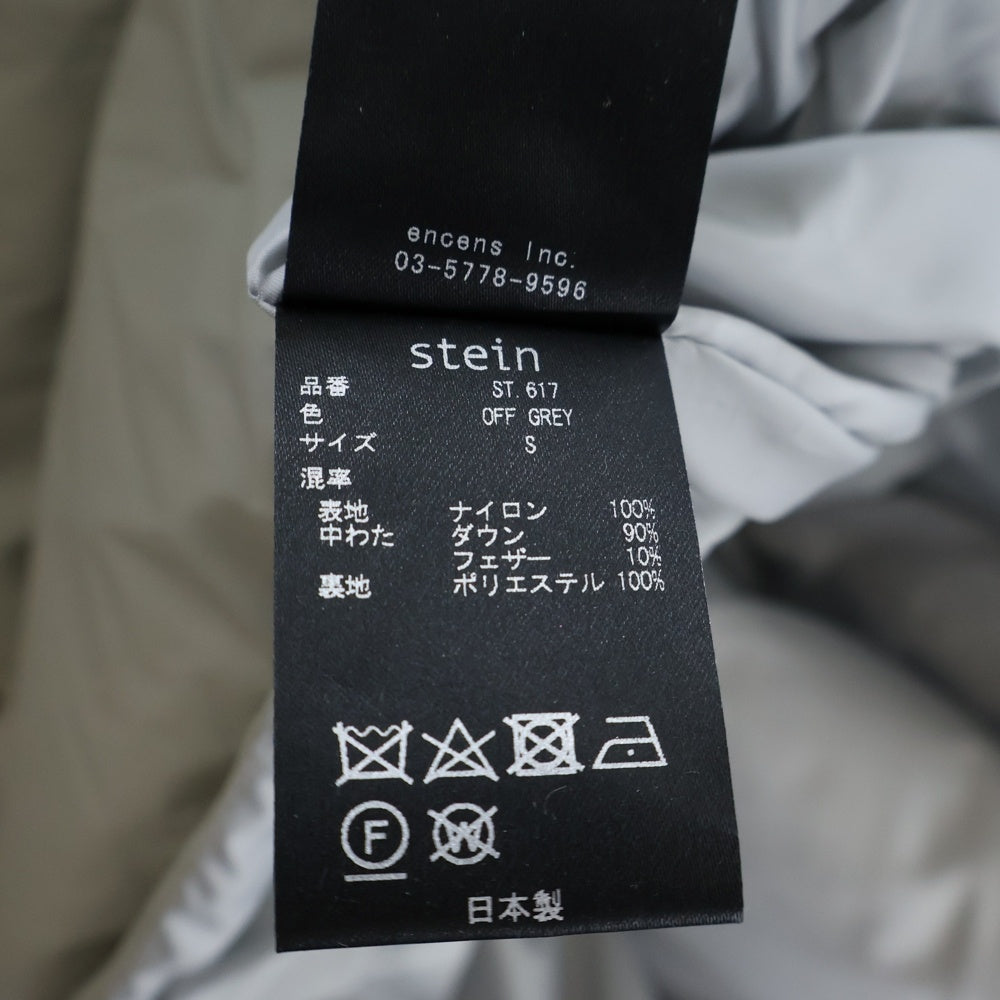 encens Inc.
03-5778-9596
stein
品番 ST.617
色 OFF GREY
サイズ S
混率
表地 ナイロン 100%
中わた ダウン 90%
フェザー 10%
裏地 ポリエステル 100%
F W
日本製